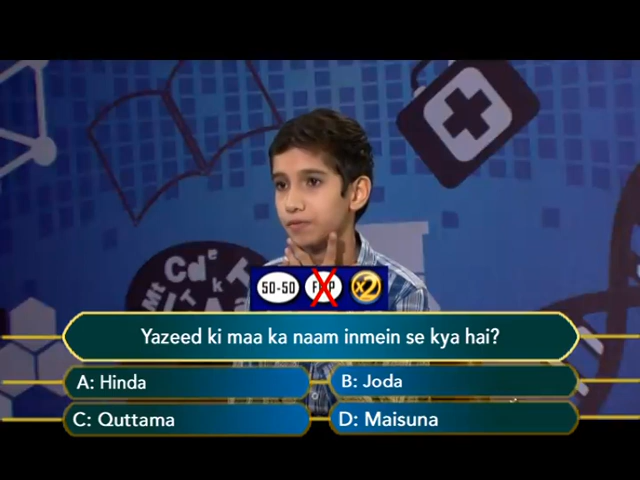 50-50
X2
Yazeed ki maa ka naam inmein se kya hai?
A: Hinda
B: Joda
C: Quttama
D: Maisuna